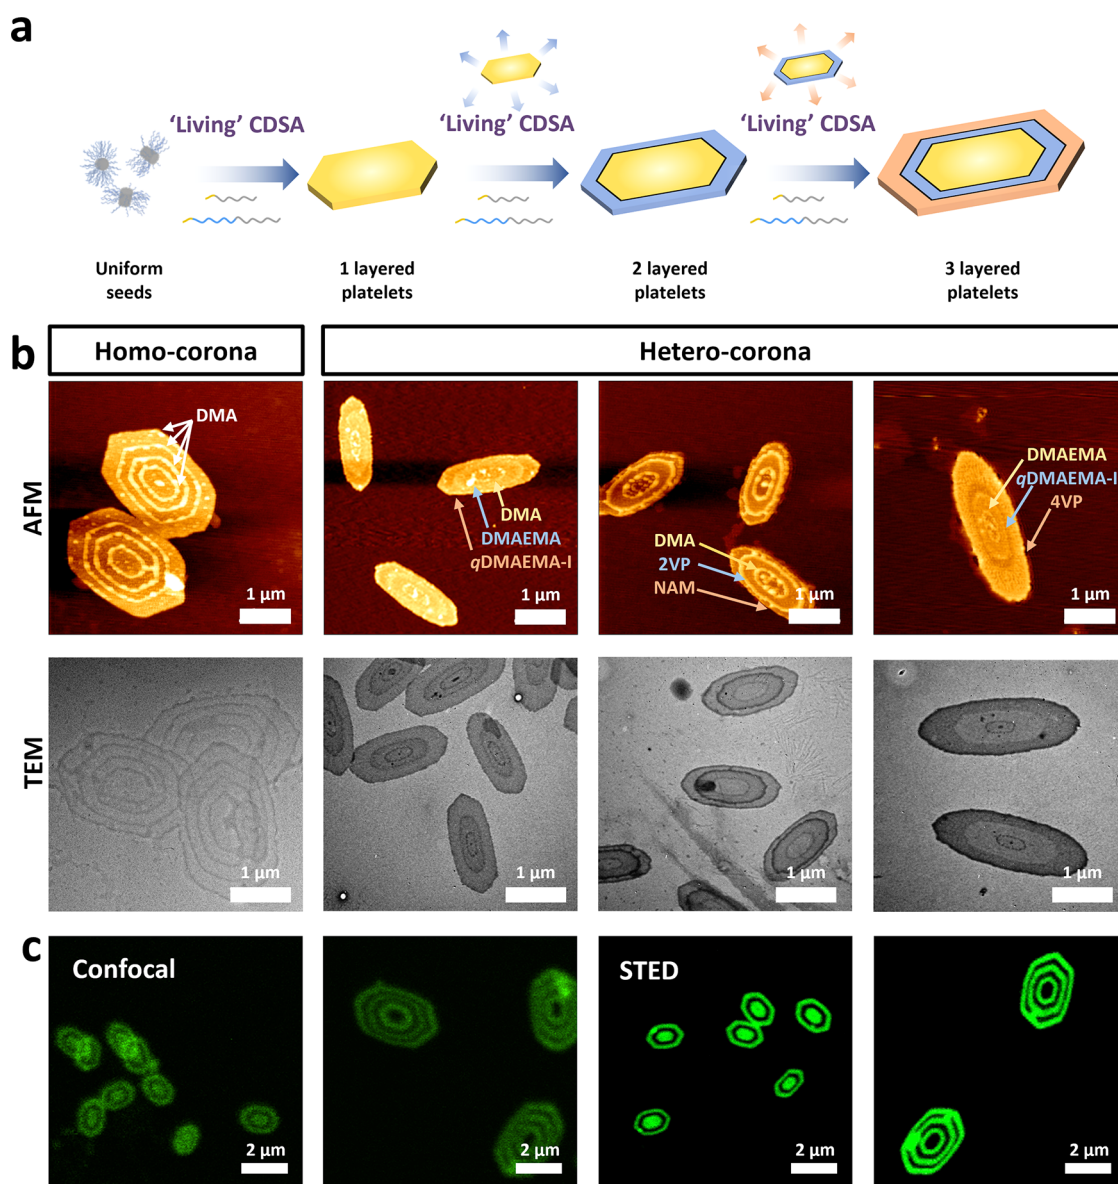 a
'Living' CDSA
'Living' CDSA
'Living' CDSA
Uniform
seeds
1 layered
platelets
2 layered
platelets
3 layered
platelets
b
Homo-corona
Hetero-corona
AFM
DMA
1 µm
DMA
DMAEMA
qDMAEMA-I
1 µm
DMA
2VP
NAM
1 µm
DMAEMA
qDMAEMA-I
4VP
1 µm
TEM
1 µm
1 µm
1 µm
1 µm
c
Confocal
2 µm
2 µm
STED
2 µm
2 µm